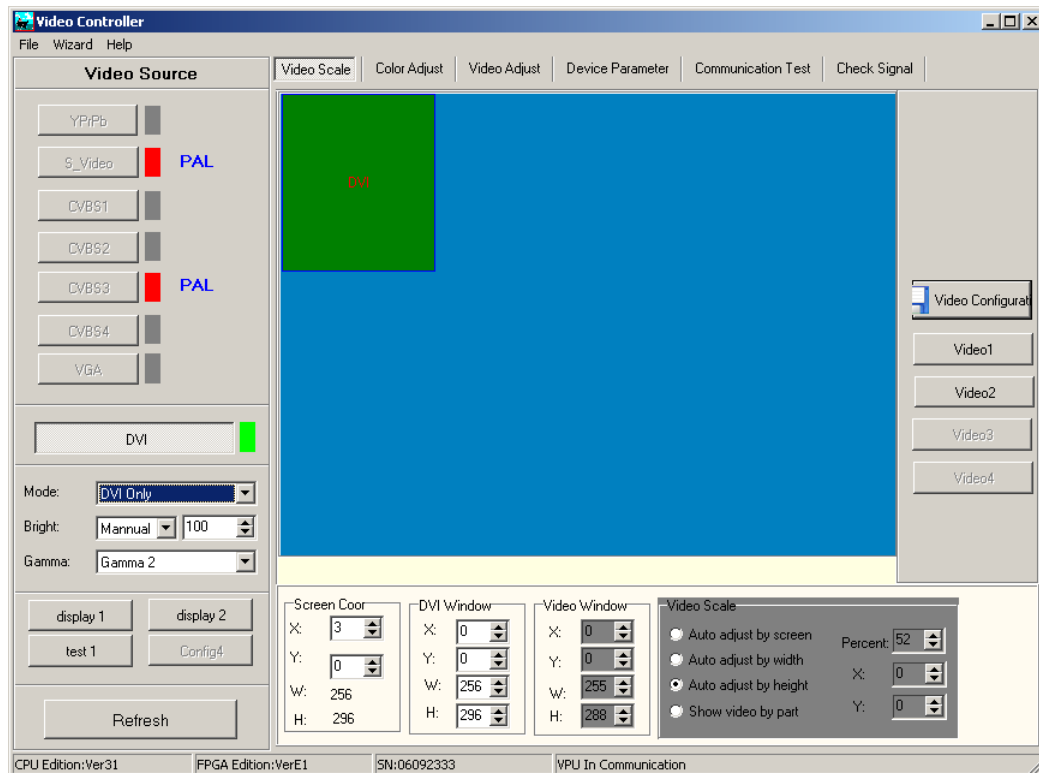 Video Controller
File Wizard Help
Video Source
YPrPb
S_Video PAL
CVBS1
CVBS2
CVBS3 PAL
CVBS4
VGA
DVI
Mode: DVI Only
Bright: Mannual 100
Gamma: Gamma 2
display 1 display 2
test 1 Config4
Refresh
Video Scale Color Adjust Video Adjust Device Parameter Communication Test Check Signal
DVI
Video Configurat
Video1
Video2
Video3
Video4
Screen Coor
X: 3
Y: 0
W: 256
H: 296
DVI Window
X: 0
Y: 0
W: 256
H: 296
Video Window
X: 0
Y: 0
W: 255
H: 288
Video Scale
Auto adjust by screen
Auto adjust by width
Auto adjust by height
Show video by part
Percent: 52
X: 0
Y: 0
CPU Edition:Ver31 FPGA Edition:VerE1 SN:06092333 VPU In Communication